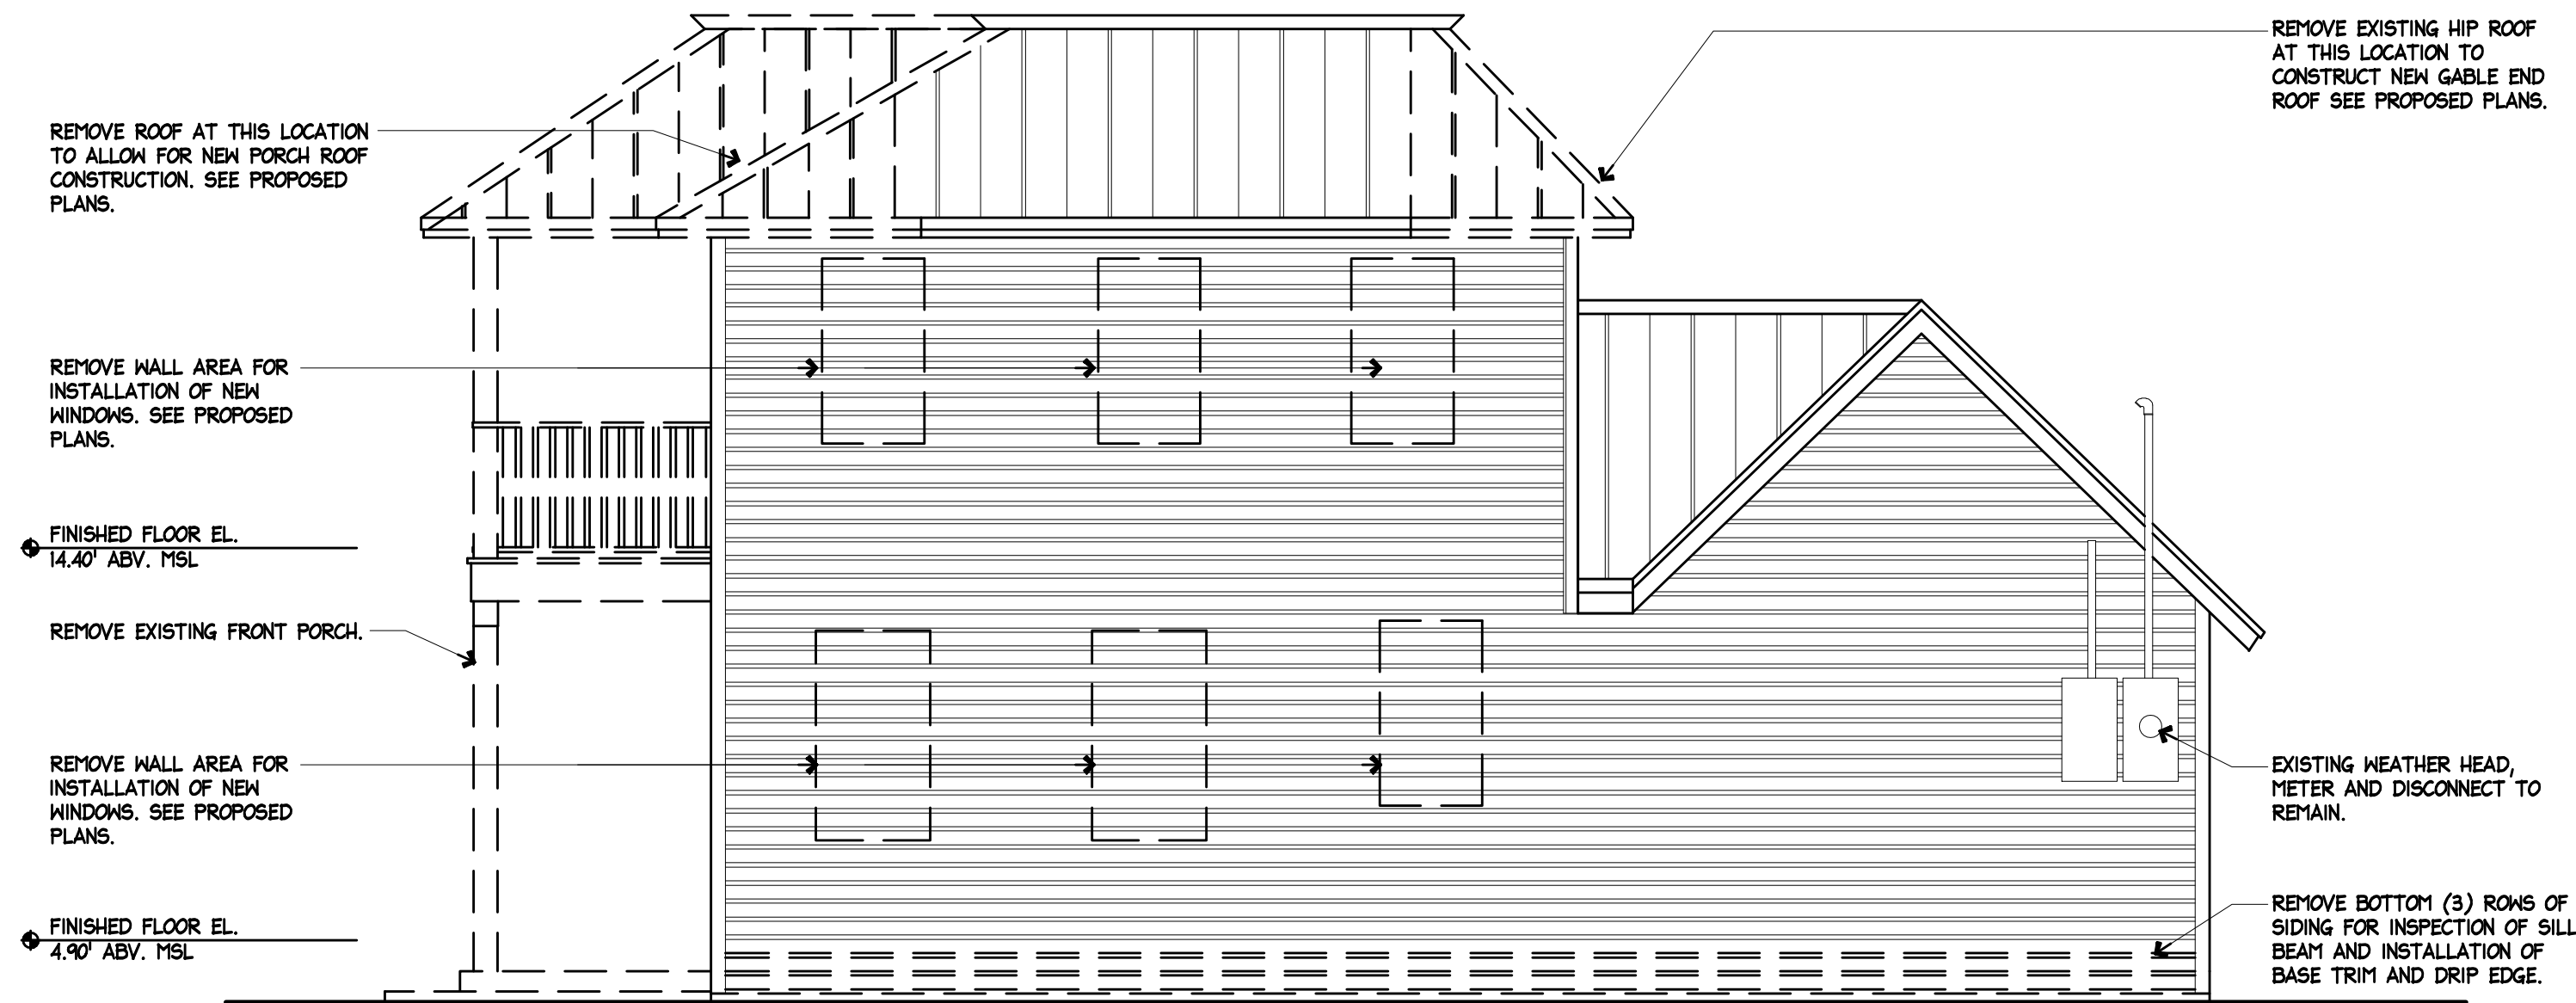 REMOVE EXISTING HIP ROOF
AT THIS LOCATION TO
CONSTRUCT NEW GABLE END
ROOF SEE PROPOSED PLANS.
REMOVE ROOF AT THIS LOCATION
TO ALLOW FOR NEW PORCH ROOF
CONSTRUCTION. SEE PROPOSED
PLANS.
REMOVE WALL AREA FOR
INSTALLATION OF NEW
WINDOWS. SEE PROPOSED
PLANS.
FINISHED FLOOR EL.
14.40' ABV. MSL
REMOVE EXISTING FRONT PORCH.
REMOVE WALL AREA FOR
INSTALLATION OF NEW
WINDOWS. SEE PROPOSED
PLANS.
EXISTING WEATHER HEAD,
METER AND DISCONNECT TO
REMAIN.
FINISHED FLOOR EL.
4.90' ABV. MSL
REMOVE BOTTOM (3) ROWS OF
SIDING FOR INSPECTION OF SILL
BEAM AND INSTALLATION OF
BASE TRIM AND DRIP EDGE.